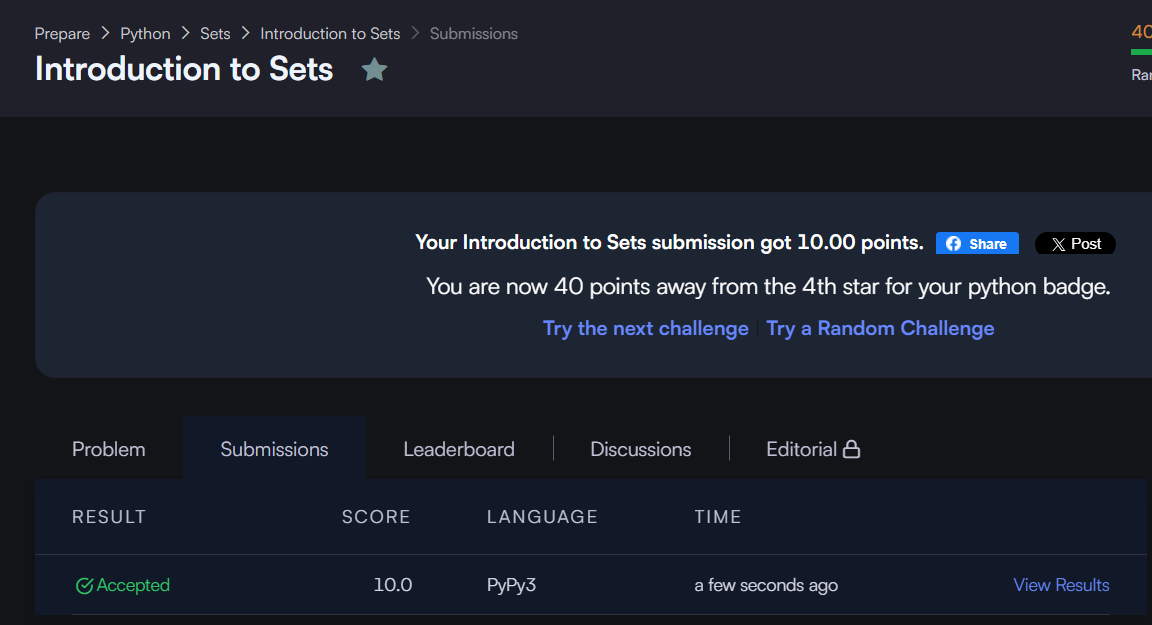 Prepare > Python > Sets > Introduction to Sets > Submissions
40
Introduction to Sets
Your Introduction to Sets submission got 10.00 points. Share Post
You are now 40 points away from the 4th star for your python badge.
Try the next challenge | Try a Random Challenge
Problem Submissions Leaderboard Discussions Editorial
RESULT SCORE LANGUAGE TIME
Accepted 10.0 PyPy3 a few seconds ago View Results